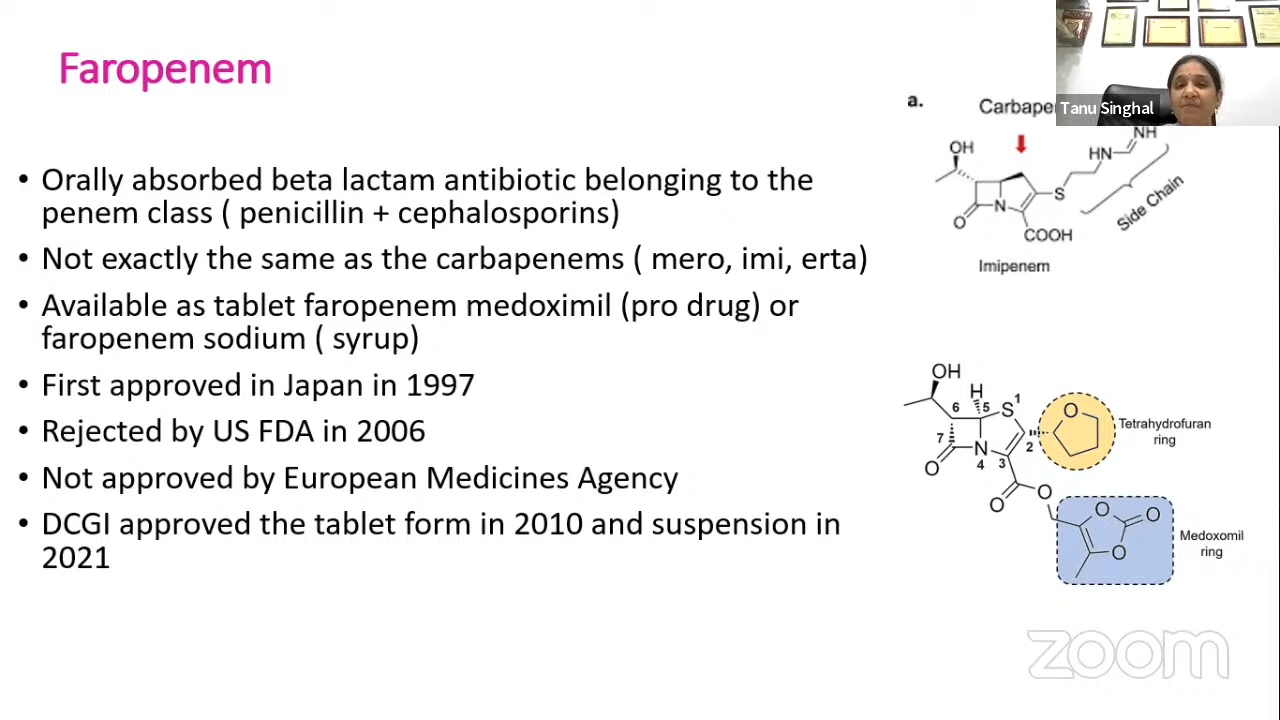 Faropenem
• Orally absorbed beta lactam antibiotic belonging to the
penem class ( penicillin + cephalosporins)
• Not exactly the same as the carbapenems ( mero, imi, erta)
• Available as tablet faropenem medoximil (pro drug) or
faropenem sodium ( syrup)
• First approved in Japan in 1997
• Rejected by US FDA in 2006
• Not approved by European Medicines Agency
• DCGI approved the tablet form in 2010 and suspension in
2021
Tanu Singhal
a.
OH
NH
HN
S
N
O
COOH
Side Chain
Imipenem
OH
H
S
1
6
5
O
Tetrahydrofuran
ring
7
2
N
4
3
O
O
O
O
O
O
Medoxomil
ring
zoom